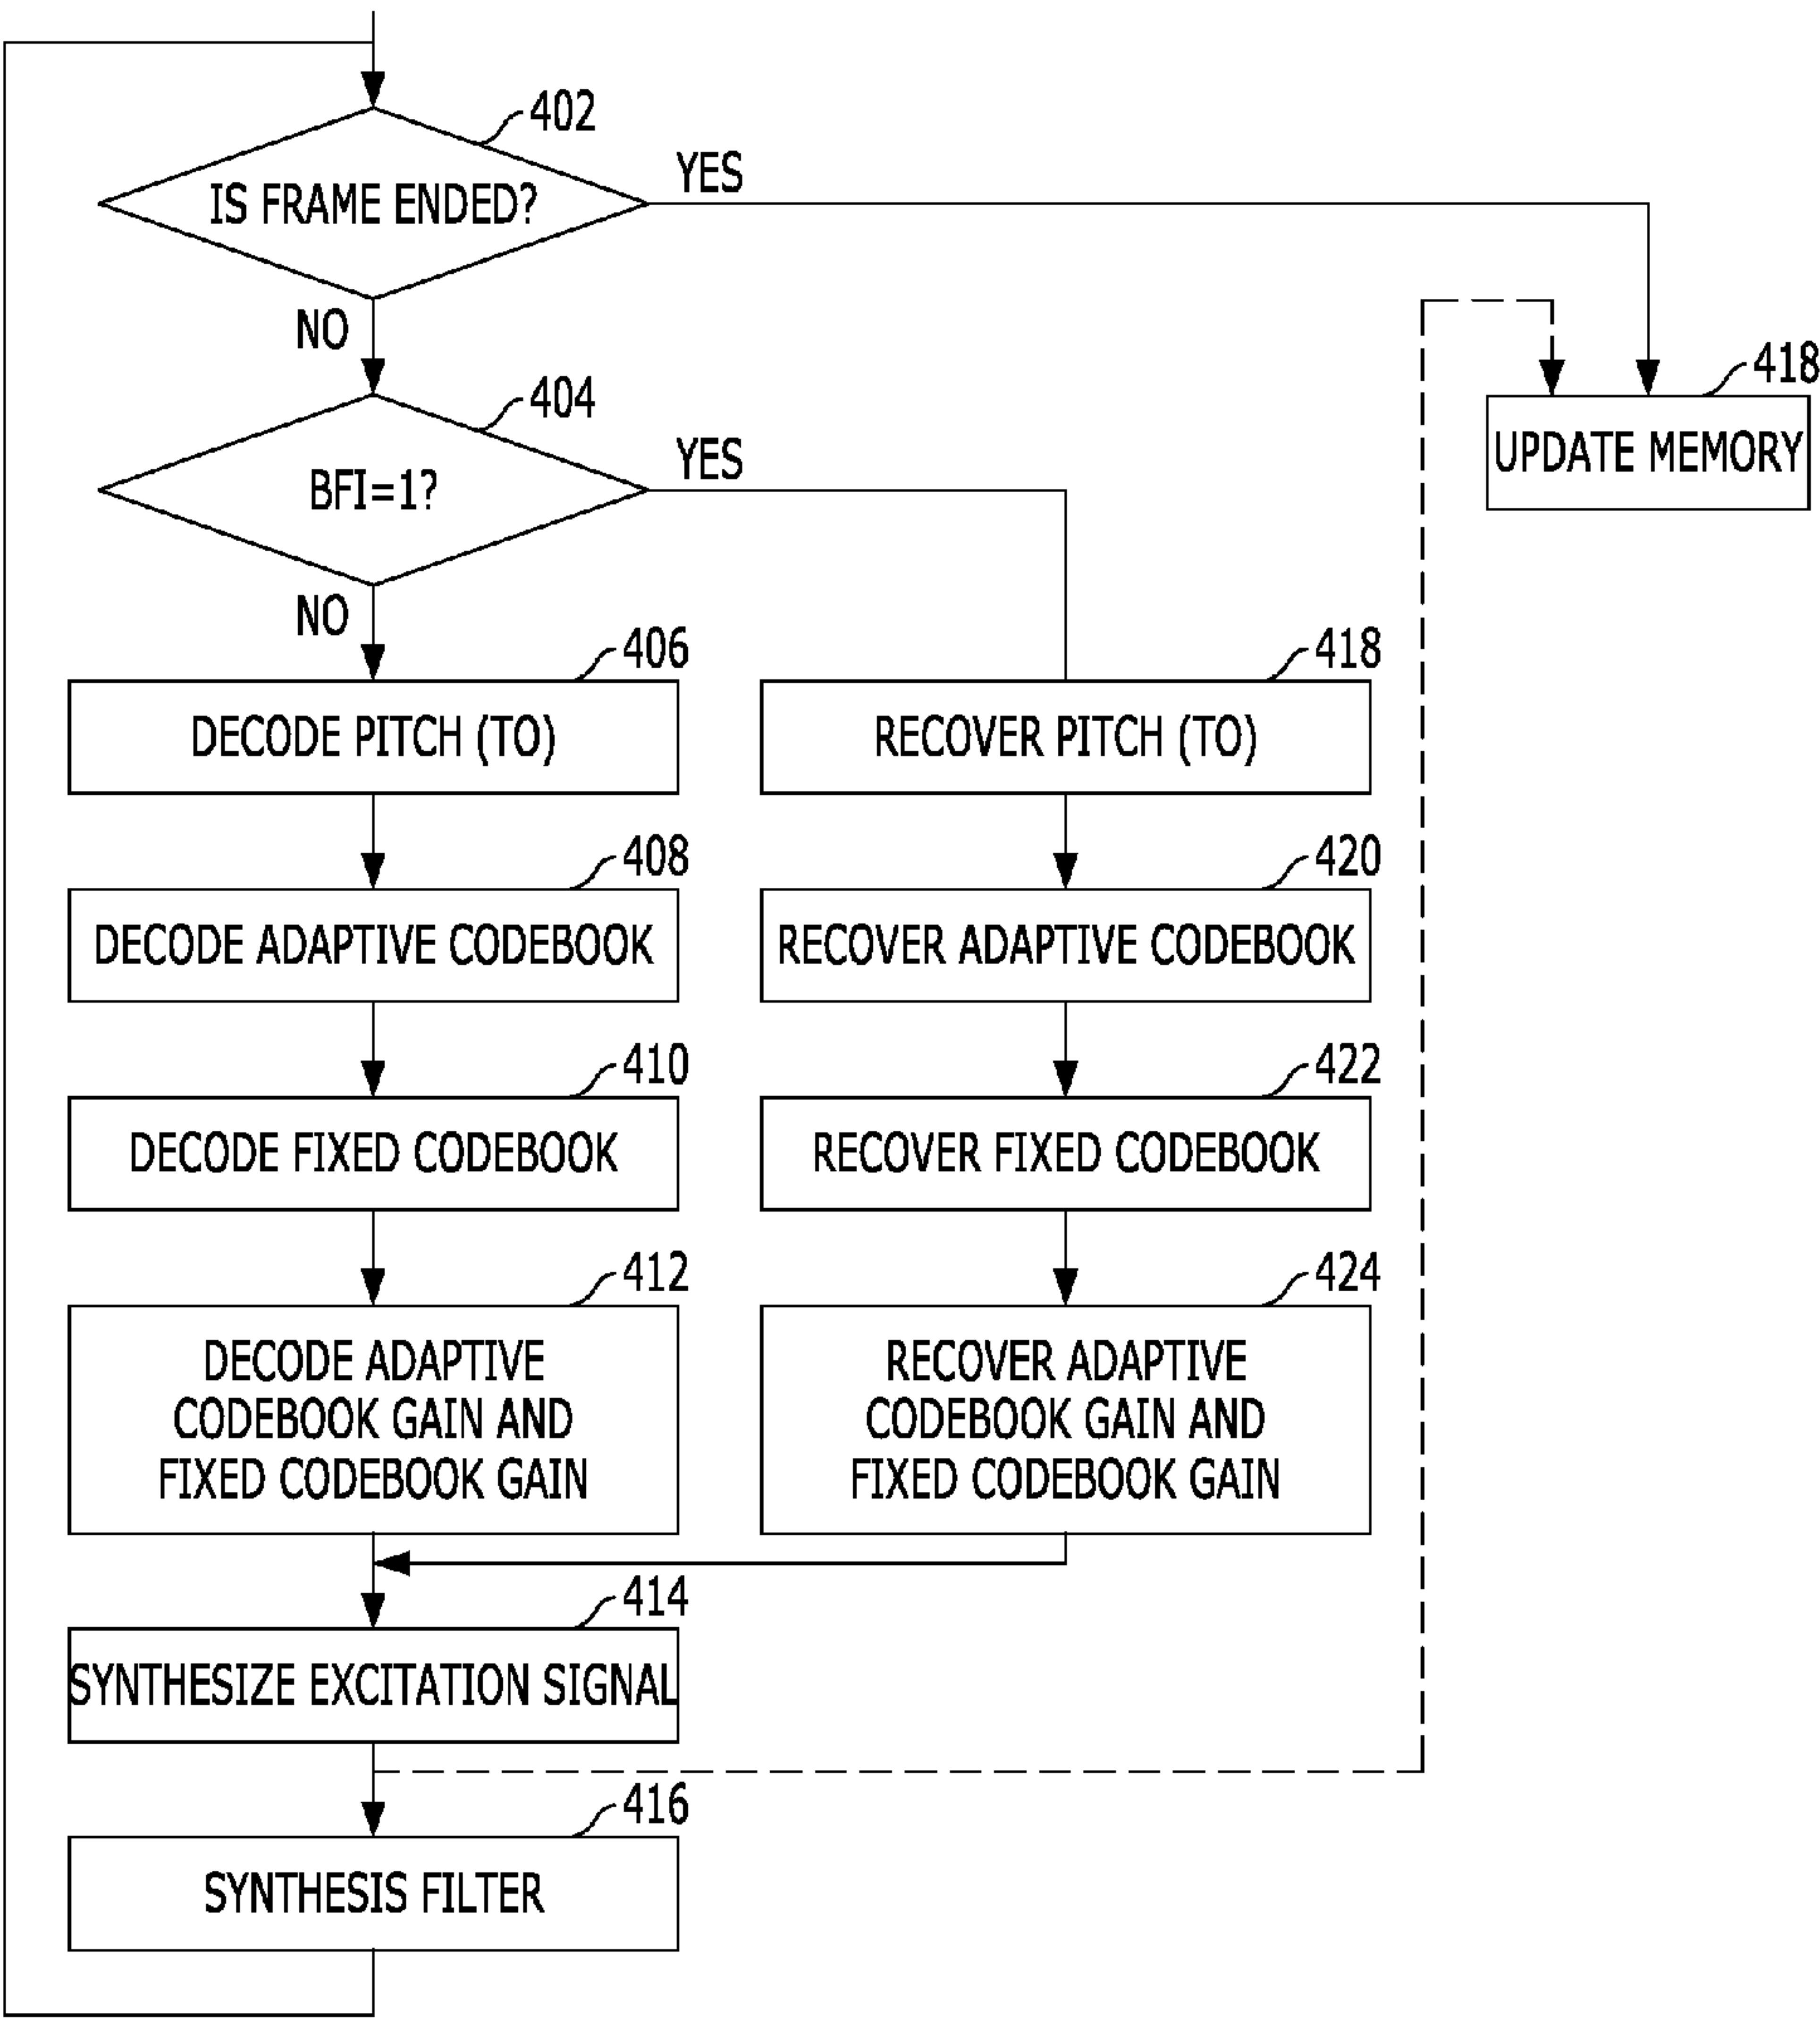 402
IS FRAME ENDED?
YES
NO
418
UPDATE MEMORY
404
BFI=1?
YES
NO
406
DECODE PITCH (TO)
418
RECOVER PITCH (TO)
408
DECODE ADAPTIVE CODEBOOK
420
RECOVER ADAPTIVE CODEBOOK
410
DECODE FIXED CODEBOOK
422
RECOVER FIXED CODEBOOK
412
DECODE ADAPTIVE
CODEBOOK GAIN AND
FIXED CODEBOOK GAIN
424
RECOVER ADAPTIVE
CODEBOOK GAIN AND
FIXED CODEBOOK GAIN
414
SYNTHESIZE EXCITATION SIGNAL
416
SYNTHESIS FILTER